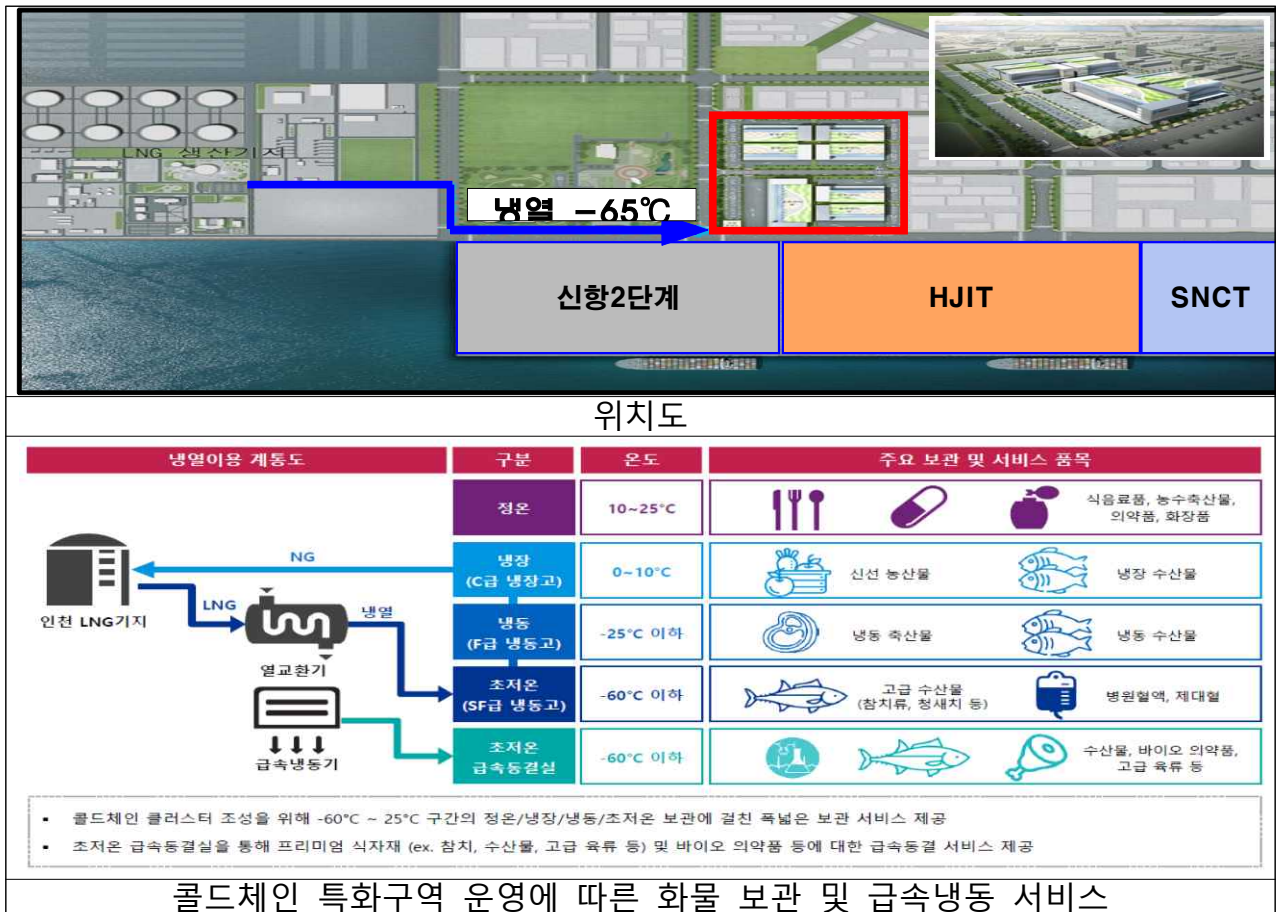 LNG 생산기지
냉열 -65℃
신항2단계
HJIT
SNCT
위치도
냉열이용 계통도
구분
온도
주요 보관 및 서비스 품목
정온
10~25°C
식음료품, 농수축산물,
의약품, 화장품
NG
냉장
(C급 냉장고)
0~10°C
신선 농산물
냉장 수산물
인천 LNG기지
LNG
냉열
열교환기
냉동
(F급 냉동고)
-25°C 이하
냉동 축산물
냉동 수산물
초저온
(SF급 냉동고)
-60°C 이하
고급 수산물
(참치류, 청새치 등)
병원혈액, 제대혈
급속냉동기
초저온
급속동결실
-60°C 이하
수산물, 바이오 의약품,
고급 육류 등
▪ 콜드체인 클러스터 조성을 위해 -60°C ~ 25°C 구간의 정온/냉장/냉동/초저온 보관에 걸친 폭넓은 보관 서비스 제공
▪ 초저온 급속동결실을 통해 프리미엄 식자재 (ex. 참치, 수산물, 고급 육류 등) 및 바이오 의약품 등에 대한 급속동결 서비스 제공
콜드체인 특화구역 운영에 따른 화물 보관 및 급속냉동 서비스